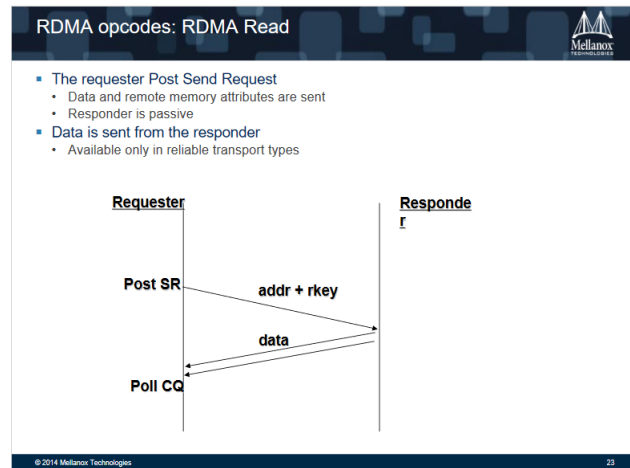 RDMA opcodes: RDMA Read
Mellanox
TECHNOLOGIES
The requester Post Send Request
Data and remote memory attributes are sent
Responder is passive
Data is sent from the responder
Available only in reliable transport types
Requester
Responde
r
Post SR
addr + rkey
data
Poll CQ
© 2014 Mellanox Technologies
23